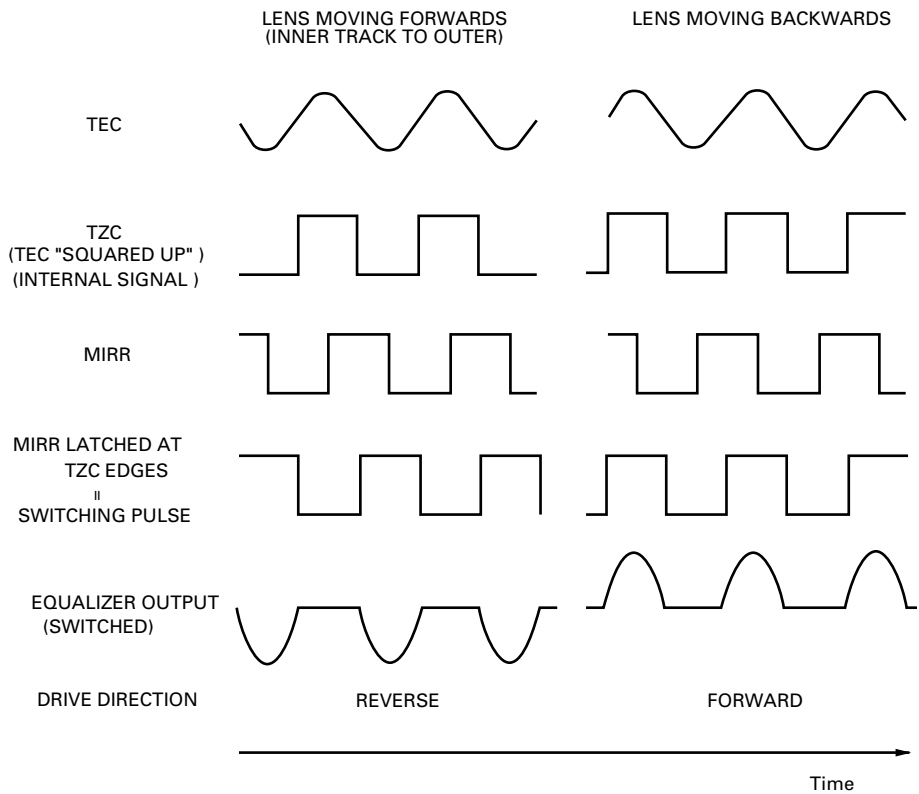 LENS MOVING FORWARDS
(INNER TRACK TO OUTER)
LENS MOVING BACKWARDS
TEC
TZC
(TEC "SQUARED UP" )
(INTERNAL SIGNAL )
MIRR
MIRR LATCHED AT
TZC EDGES
=
SWITCHING PULSE
EQUALIZER OUTPUT
(SWITCHED)
DRIVE DIRECTION
REVERSE
FORWARD
Time